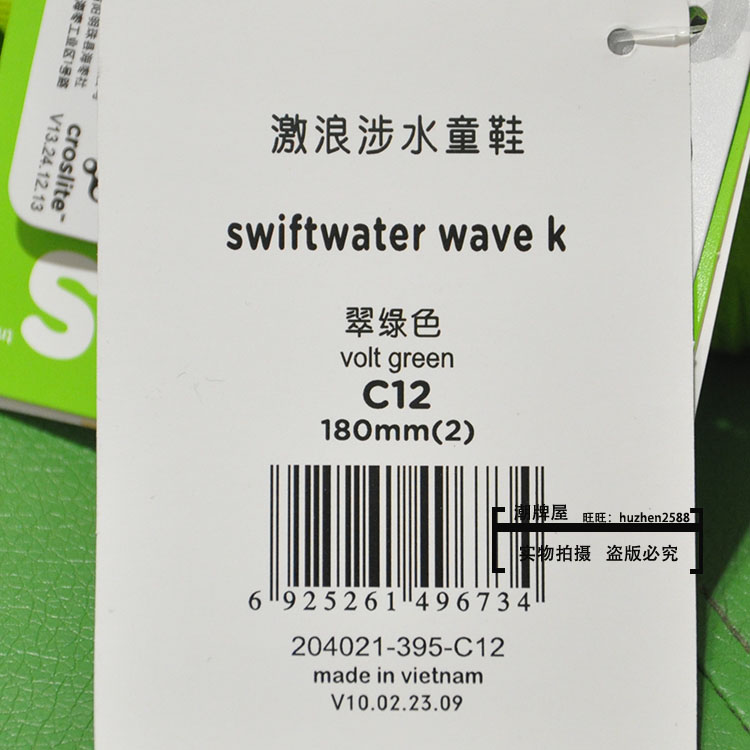 激浪涉水童鞋
swiftwater wave k
翠绿色
volt green
C12
180mm(2)
6 925261 496734
204021-395-C12
made in vietnam
V10.02.23.09
潮牌屋 旺旺：huzhen2588
实物拍摄 盗版必究
croslite™
V13.24.12.13